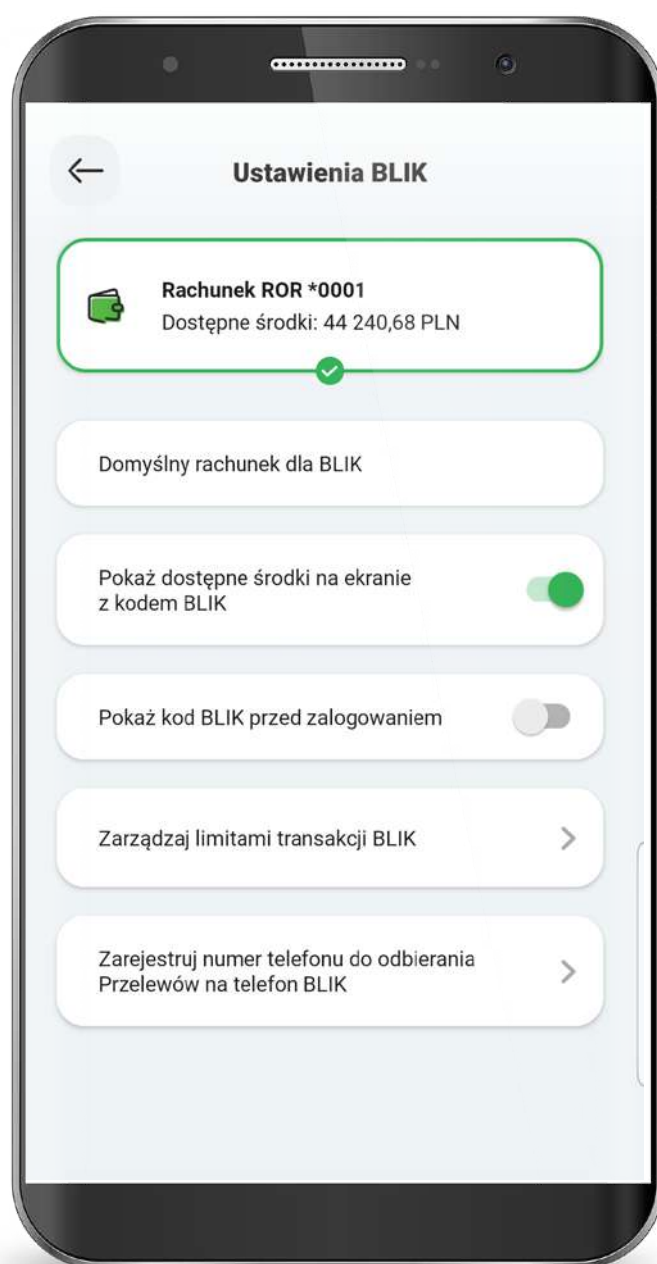 Ustawienia BLIK
Rachunek ROR *0001
Dostępne środki: 44 240,68 PLN
Domyślny rachunek dla BLIK
Pokaż dostępne środki na ekranie
z kodem BLIK
Pokaż kod BLIK przed zalogowaniem
Zarządzaj limitami transakcji BLIK
Zarejestruj numer telefonu do odbierania
Przelewów na telefon BLIK